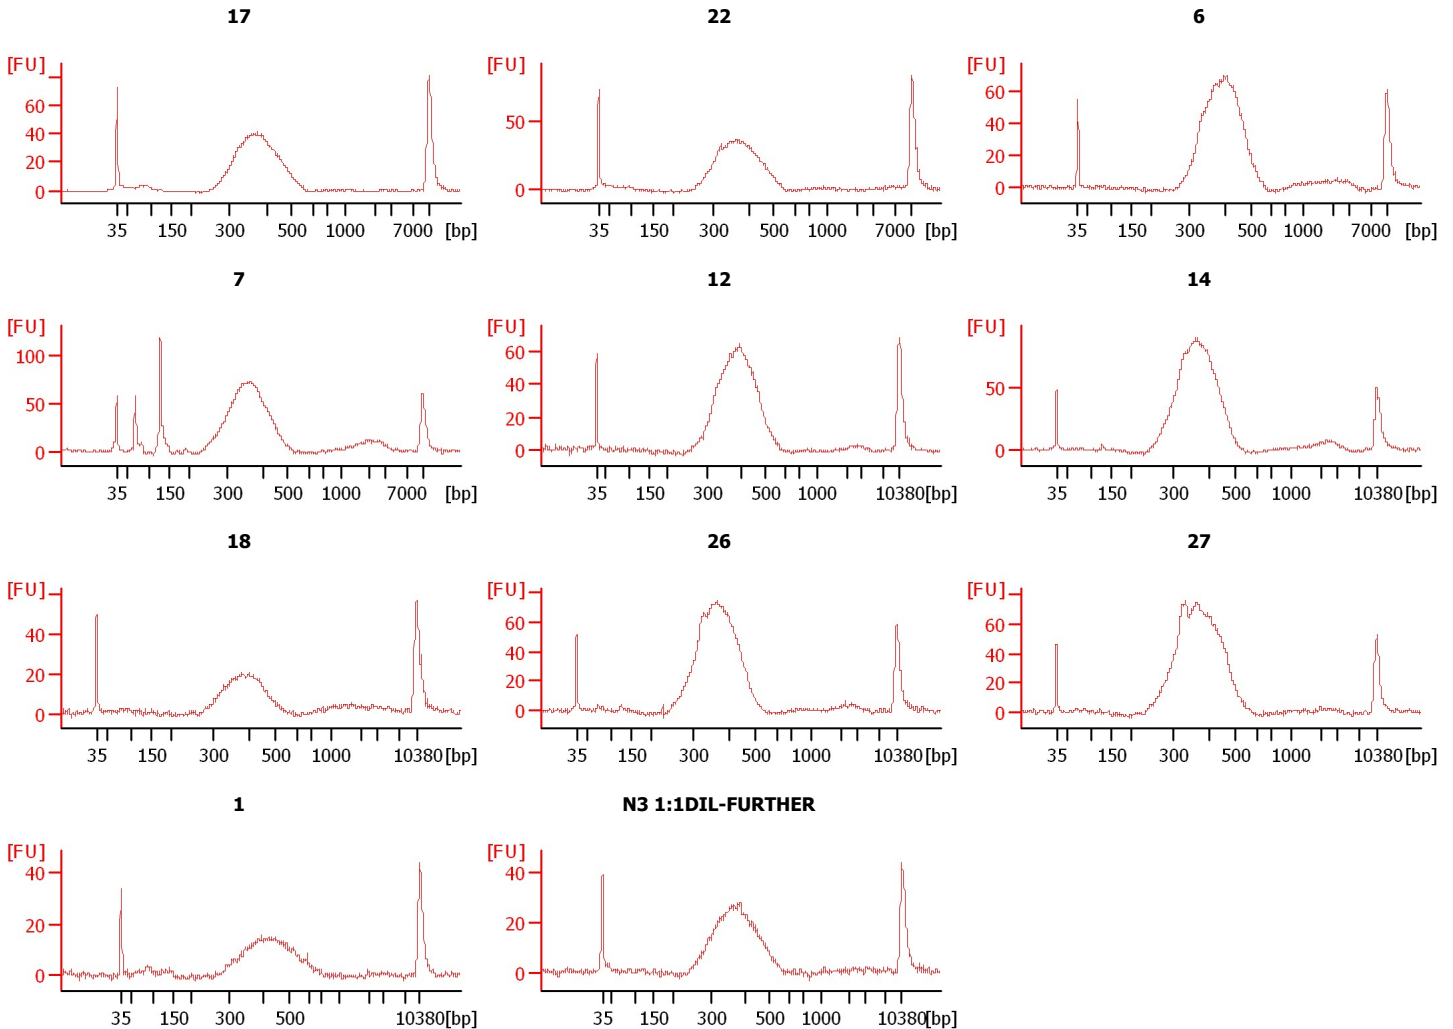 17 22 6
[FU] [FU] [FU]
60 40 20 0
50 0
60 40 20 0
35 150 300 500 1000 7000 [bp] 35 150 300 500 1000 7000 [bp] 35 150 300 500 1000 7000 [bp]
7 12 14
[FU] [FU] [FU]
100 50 0
60 40 20 0
50 0
35 150 300 500 1000 7000 [bp] 35 150 300 500 1000 10380[bp] 35 150 300 500 1000 10380[bp]
18 26 27
[FU] [FU] [FU]
40 20 0
80 60 40 20 0
60 40 20 0
35 150 300 500 1000 10380[bp] 35 150 300 500 1000 10380[bp] 35 150 300 500 1000 10380[bp]
1 N3 1:1DIL-FURTHER
[FU] [FU]
40 20 0
40 20 0
35 150 300 500 10380[bp] 35 150 300 500 1000 10380[bp]